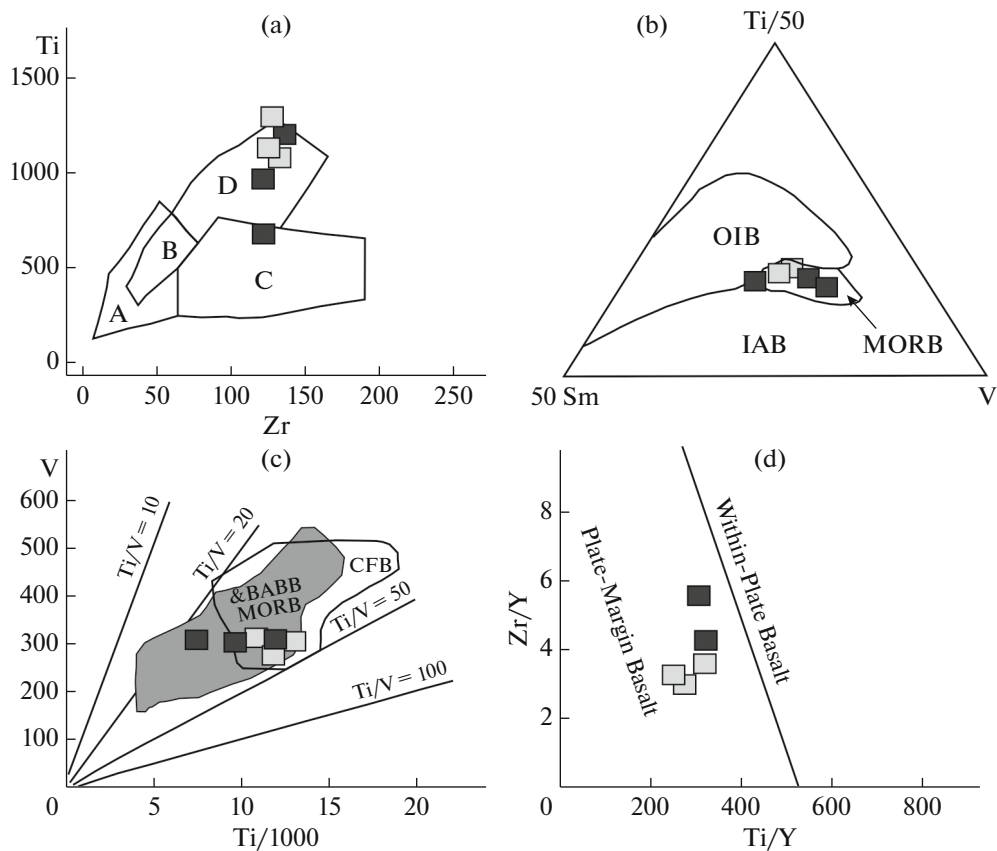 (a)
Ti
1500
1000
500
0
D
B
C
A
0 50 100 150 200 250
Zr
(b)
Ti/50
OIB
IAB
MORB
50 Sm
V
(c)
V
600
500
400
300
200
100
0
Ti/V = 10
Ti/V = 20
CFB
&BABB
MORB
Ti/V = 50
Ti/V = 100
5 10 15 20
Ti/1000
(d)
Zr/Y
8
6
4
2
0
Plate-Margin Basalt
Within-Plate Basalt
200 400 600 800
Ti/Y